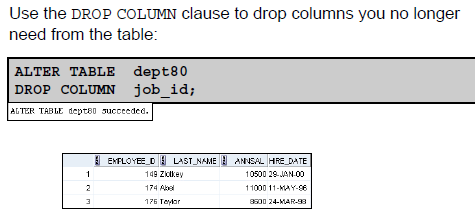 Use the DROP COLUMN clause to drop columns you no longer
need from the table:
ALTER TABLE dept80
DROP COLUMN job_id;
ALTER TABLE dept80 succeeded.
EMPLOYEE_ID LAST_NAME ANNSAL HIRE_DATE
1 149 Zlotkey 10500 29-JAN-00
2 174 Abel 11000 11-MAY-96
3 176 Taylor 8600 24-MAR-98